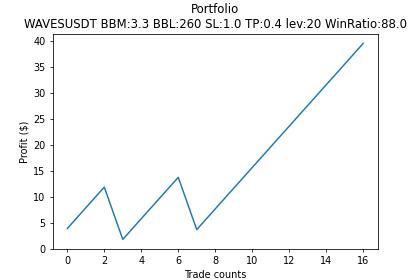 Portfolio
WAVESUSDT BBM:3.3 BBL:260 SL:1.0 TP:0.4 lev:20 WinRatio:88.0
40
35
30
25
20
15
10
5
0
Profit ($)
0 2 4 6 8 10 12 14 16
Trade counts